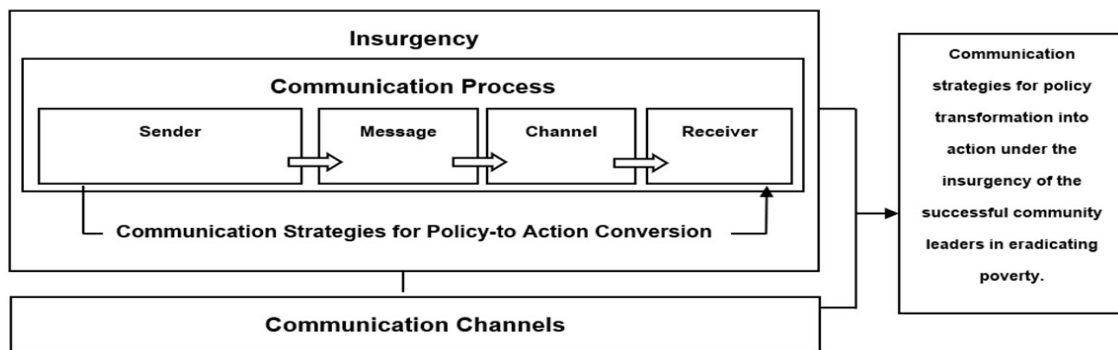 Insurgency
Communication Process
Sender
Message
Channel
Receiver
Communication Strategies for Policy-to Action Conversion
Communication Channels
Communication
strategies for policy
transformation into
action under the
insurgency of the
successful community
leaders in eradicating
poverty.